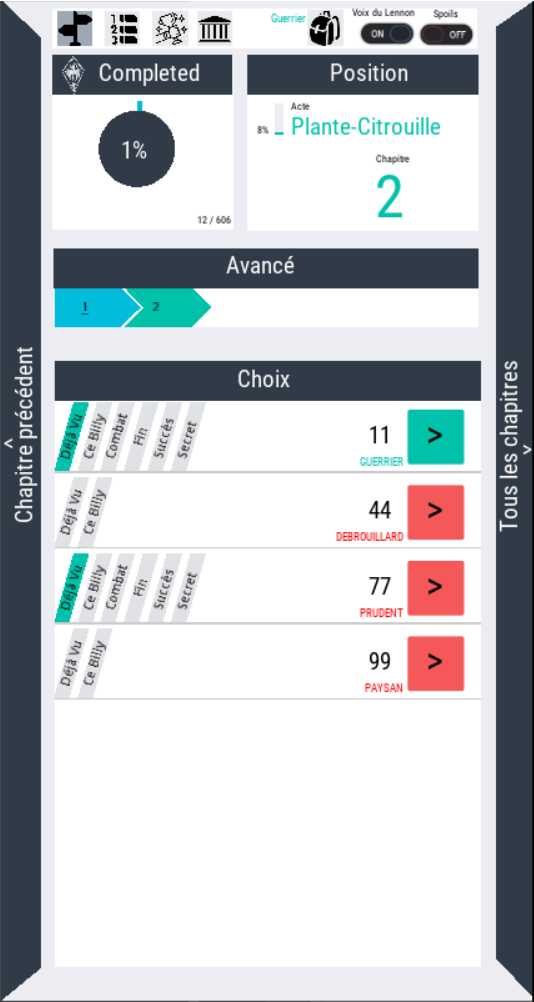 1
2
3
Guerrier
Voix du Lennon
Spoils
ON
OFF
Completed
1%
12 / 606
Position
Acte
8%
Plante-Citrouille
Chapitre
2
Avancé
1
2
Choix
Déjà Vu
Ce Billy
Combat
Fin
Succès
Secret
11
GUERRIER
>
Déjà Vu
Ce Billy
44
DEBROUILLARD
>
Déjà Vu
Ce Billy
Combat
Fin
Succès
Secret
77
PRUDENT
>
Déjà Vu
Ce Billy
99
PAYSAN
>
Chapitre précédent
Tous les chapitres